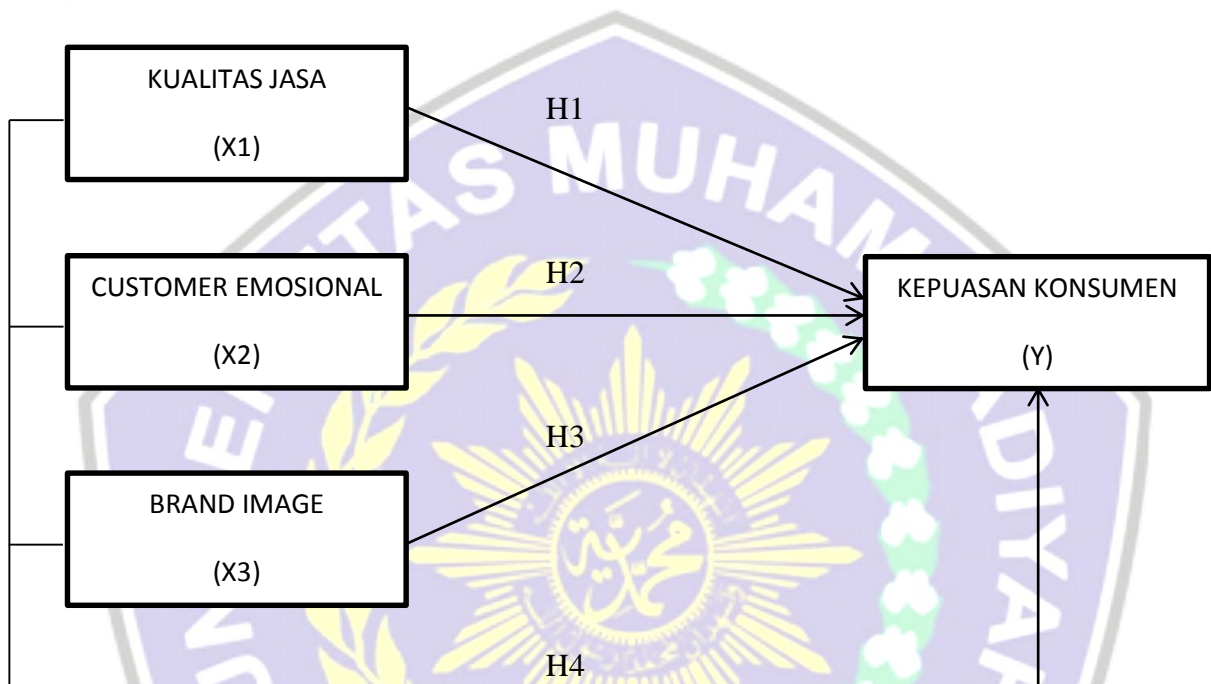 KUALITAS JASA
(X1)
H1
CUSTOMER EMOSIONAL
(X2)
H2
KEPUASAN KONSUMEN
(Y)
H3
BRAND IMAGE
(X3)
H4